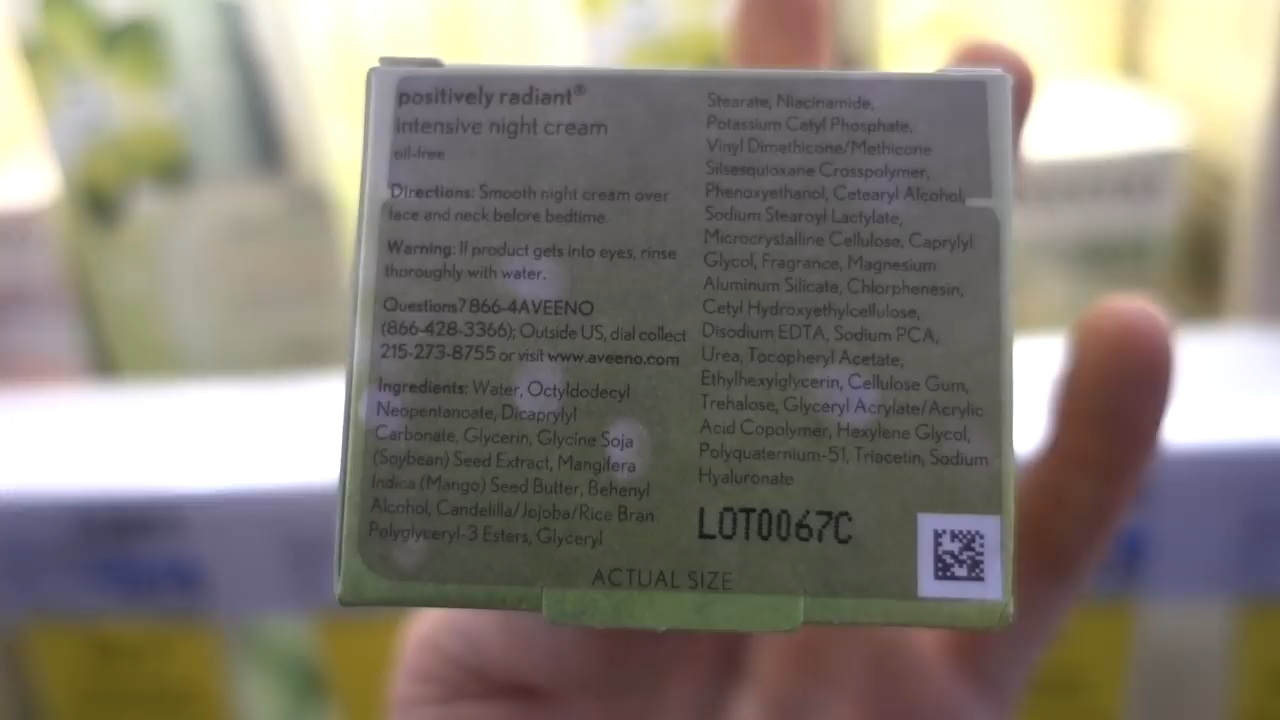 positively radiant®
intensive night cream
oil-free
Directions: Smooth night cream over
face and neck before bedtime.
Warning: If product gets into eyes, rinse
thoroughly with water.
Questions? 866-4AVEENO
(866-428-3366); Outside US, dial collect
215-273-8755 or visit www.aveeno.com
Ingredients: Water, Octyldodecyl
Neopentanoate, Dicaprylyl
Carbonate, Glycerin, Glycine Soja
(Soybean) Seed Extract, Mangifera
Indica (Mango) Seed Butter, Behenyl
Alcohol, Candelilla/Jojoba/Rice Bran
Polyglyceryl-3 Esters, Glyceryl
Stearate, Niacinamide,
Potassium Cetyl Phosphate,
Vinyl Dimethicone/Methicone
Silsesquioxane Crosspolymer,
Phenoxyethanol, Cetearyl Alcohol,
Sodium Stearoyl Lactylate,
Microcrystalline Cellulose, Caprylyl
Glycol, Fragrance, Magnesium
Aluminum Silicate, Chlorphenesin,
Cetyl Hydroxyethylcellulose,
Disodium EDTA, Sodium PCA,
Urea, Tocopheryl Acetate,
Ethylhexylglycerin, Cellulose Gum,
Trehalose, Glyceryl Acrylate/Acrylic
Acid Copolymer, Hexylene Glycol,
Polyquaternium-51, Triacetin, Sodium
Hyaluronate
LOT0067C
ACTUAL SIZE